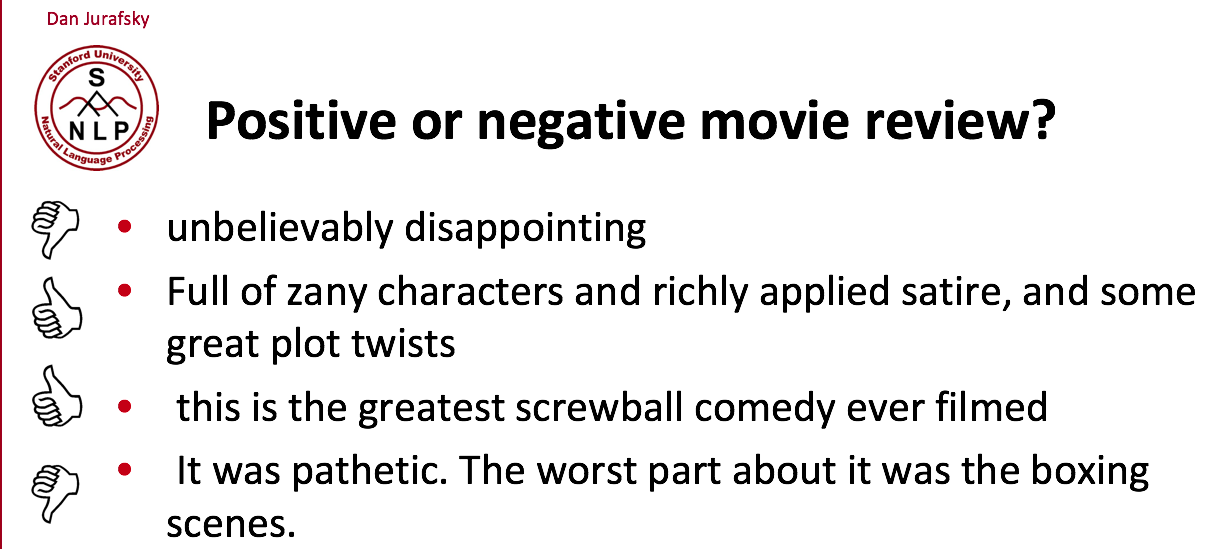 Dan Jurafsky
Stanford University
S
NLP
Natural Language Processing
Positive or negative movie review?
• unbelievably disappointing
• Full of zany characters and richly applied satire, and some
great plot twists
• this is the greatest screwball comedy ever filmed
• It was pathetic. The worst part about it was the boxing
scenes.